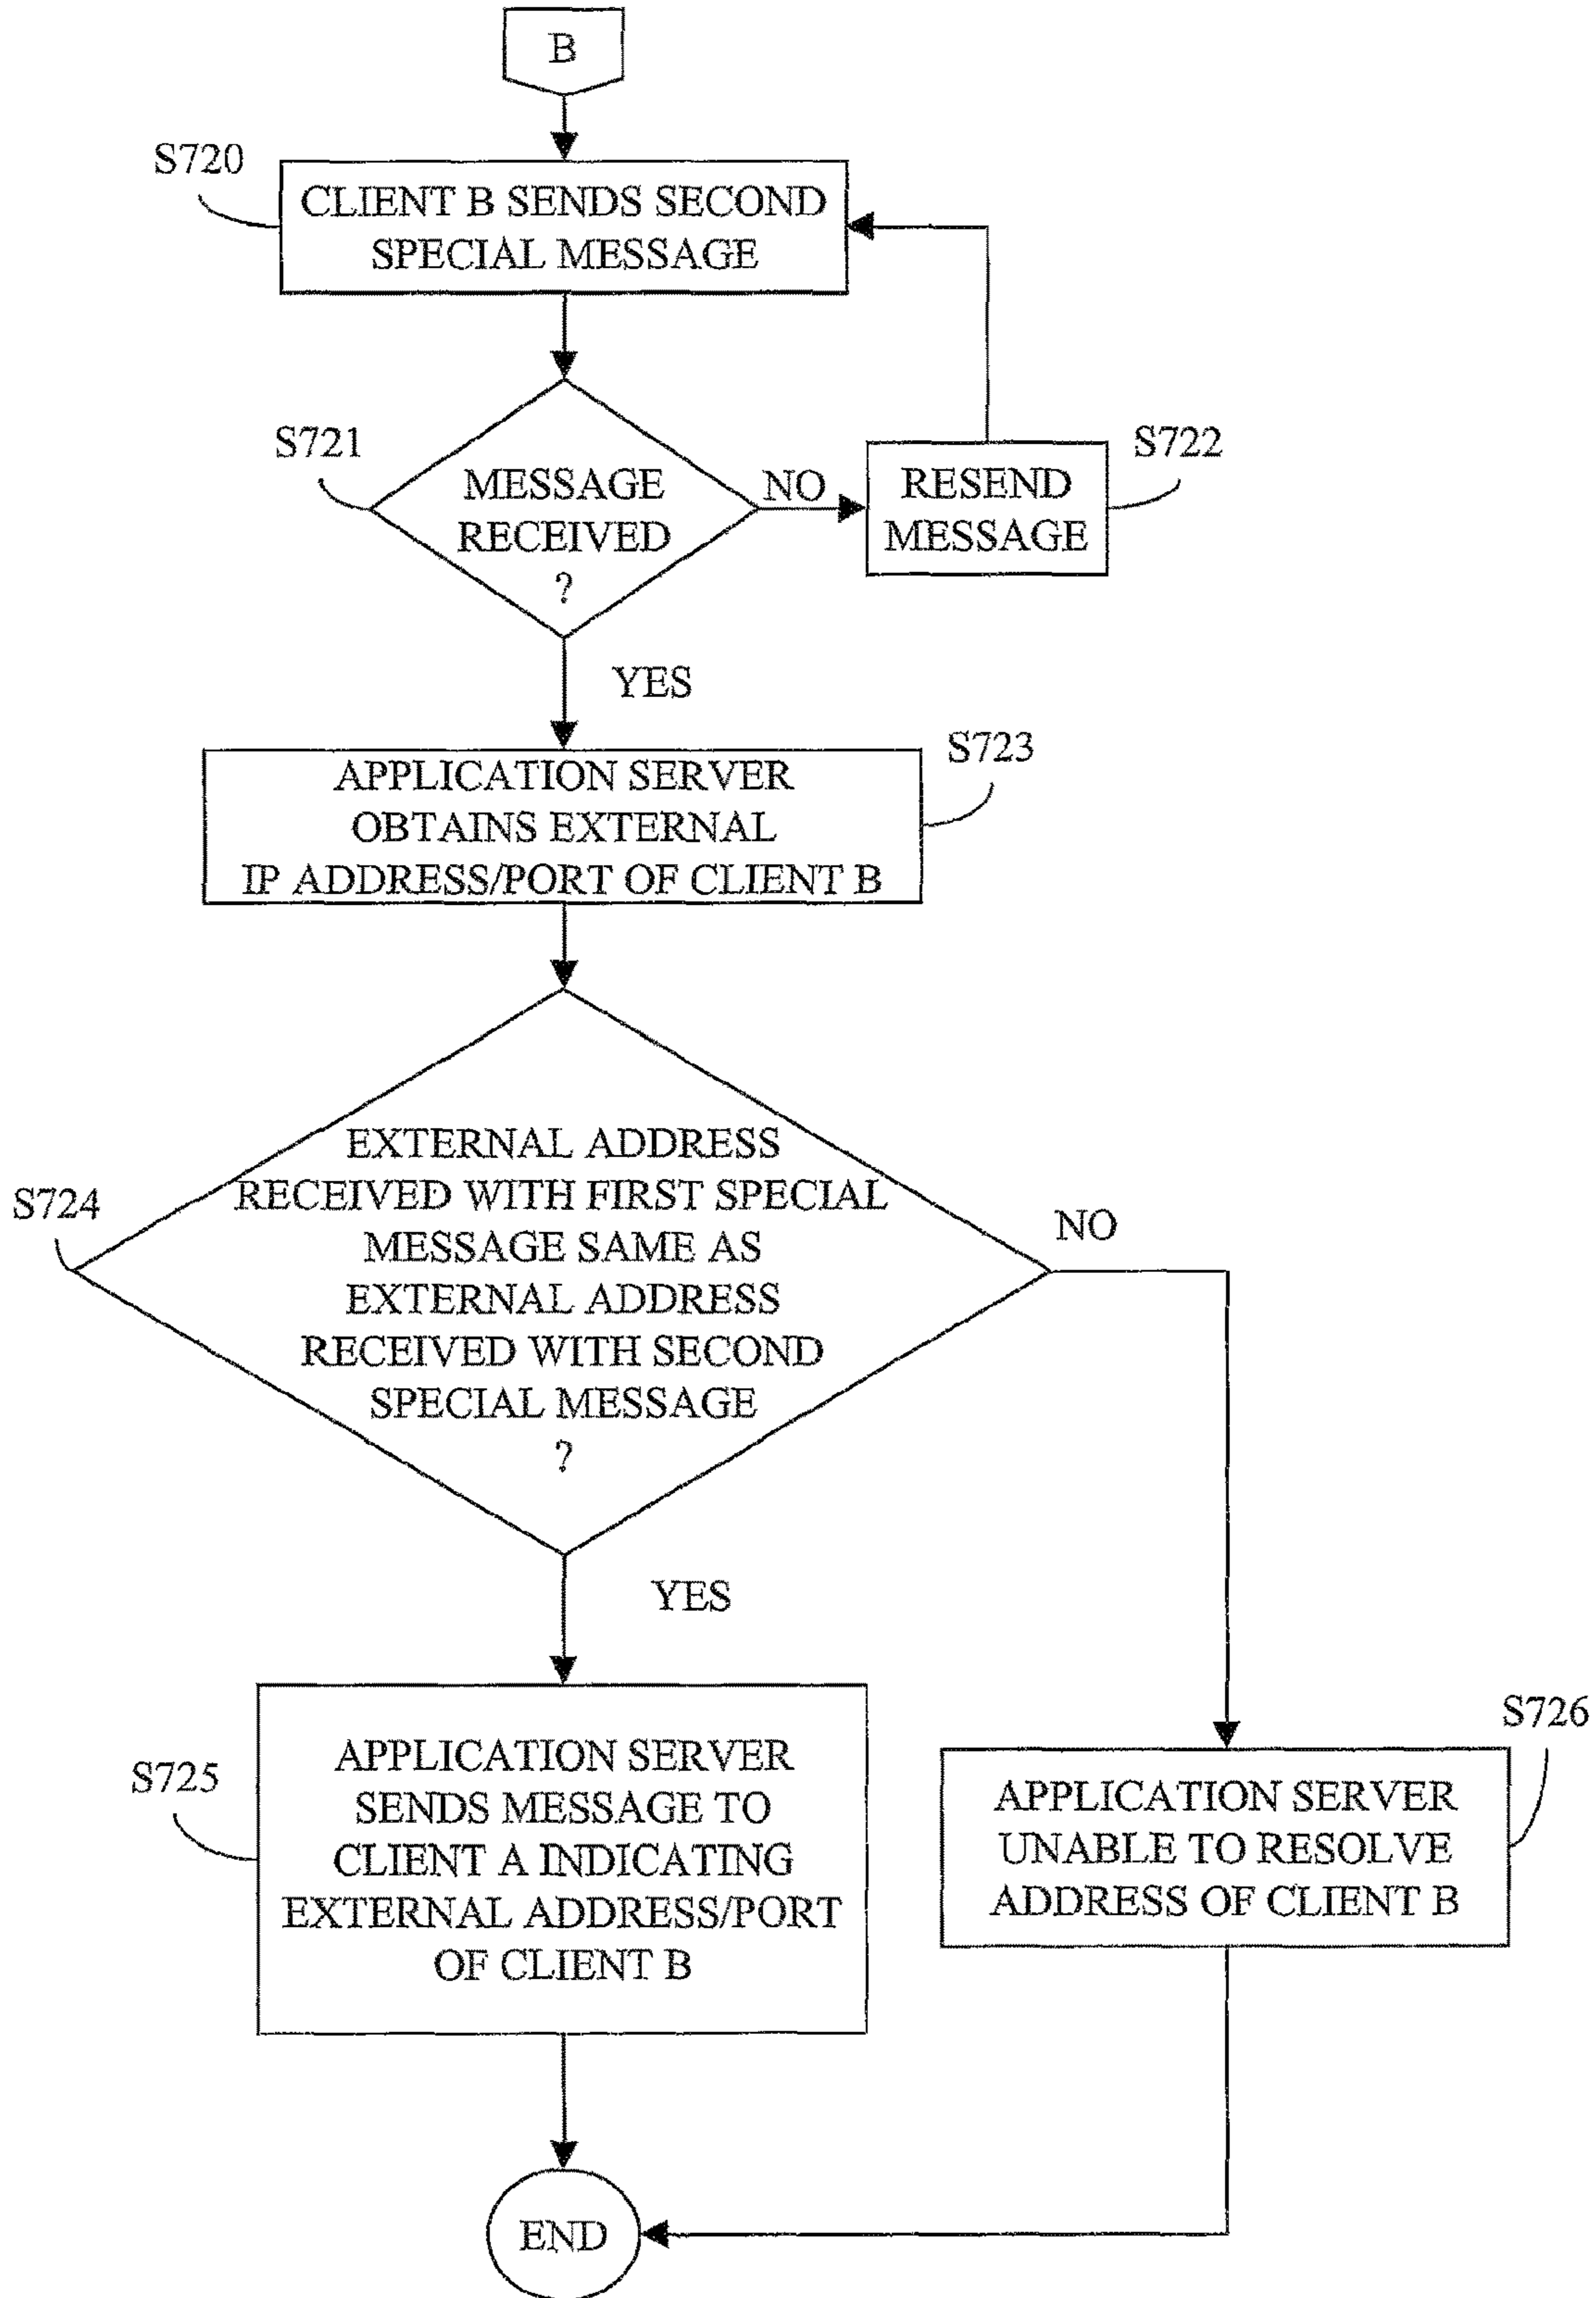 B
S720
CLIENT B SENDS SECOND
SPECIAL MESSAGE
S721
MESSAGE
RECEIVED
?
NO
RESEND
MESSAGE
S722
YES
APPLICATION SERVER
OBTAINS EXTERNAL
IP ADDRESS/PORT OF CLIENT B
S723
S724
EXTERNAL ADDRESS
RECEIVED WITH FIRST SPECIAL
MESSAGE SAME AS
EXTERNAL ADDRESS
RECEIVED WITH SECOND
SPECIAL MESSAGE
?
NO
YES
S725
APPLICATION SERVER
SENDS MESSAGE TO
CLIENT A INDICATING
EXTERNAL ADDRESS/PORT
OF CLIENT B
S726
APPLICATION SERVER
UNABLE TO RESOLVE
ADDRESS OF CLIENT B
END